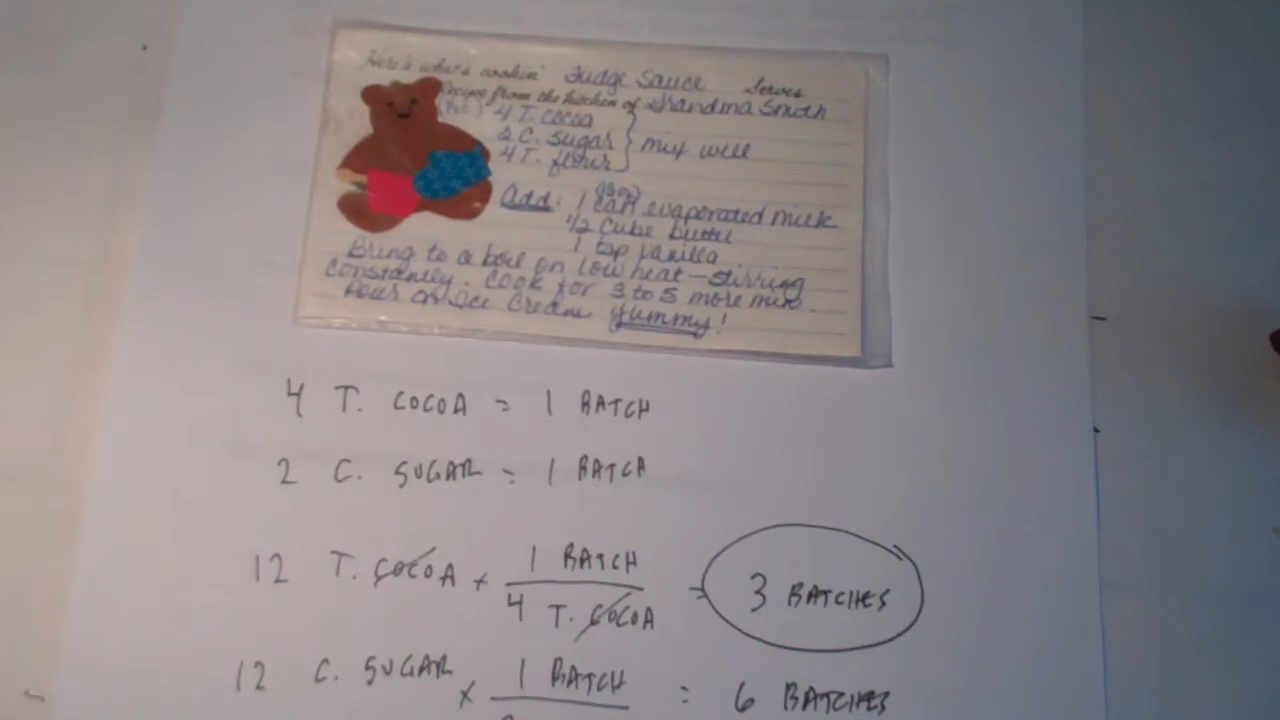 Here's what's cookin' Fudge Sauce Serves
Recipe from the kitchen of Grandma Smith
4 T. cocoa
2 C. sugar } mix well
4 T. flour
Add: 1 can evaporated milk
1/2 cube butter
1 tsp vanilla
Bring to a boil on low heat - stirring
constantly. Cook for 3 to 5 more min.
Pour on Ice Cream Yummy!
4 T. COCOA = 1 BATCH
2 C. SUGAR = 1 BATCH
12 T. COCOA × 1 BATCH / 4 T. COCOA = 3 BATCHES
12 C. SUGAR × 1 BATCH = 6 BATCHES